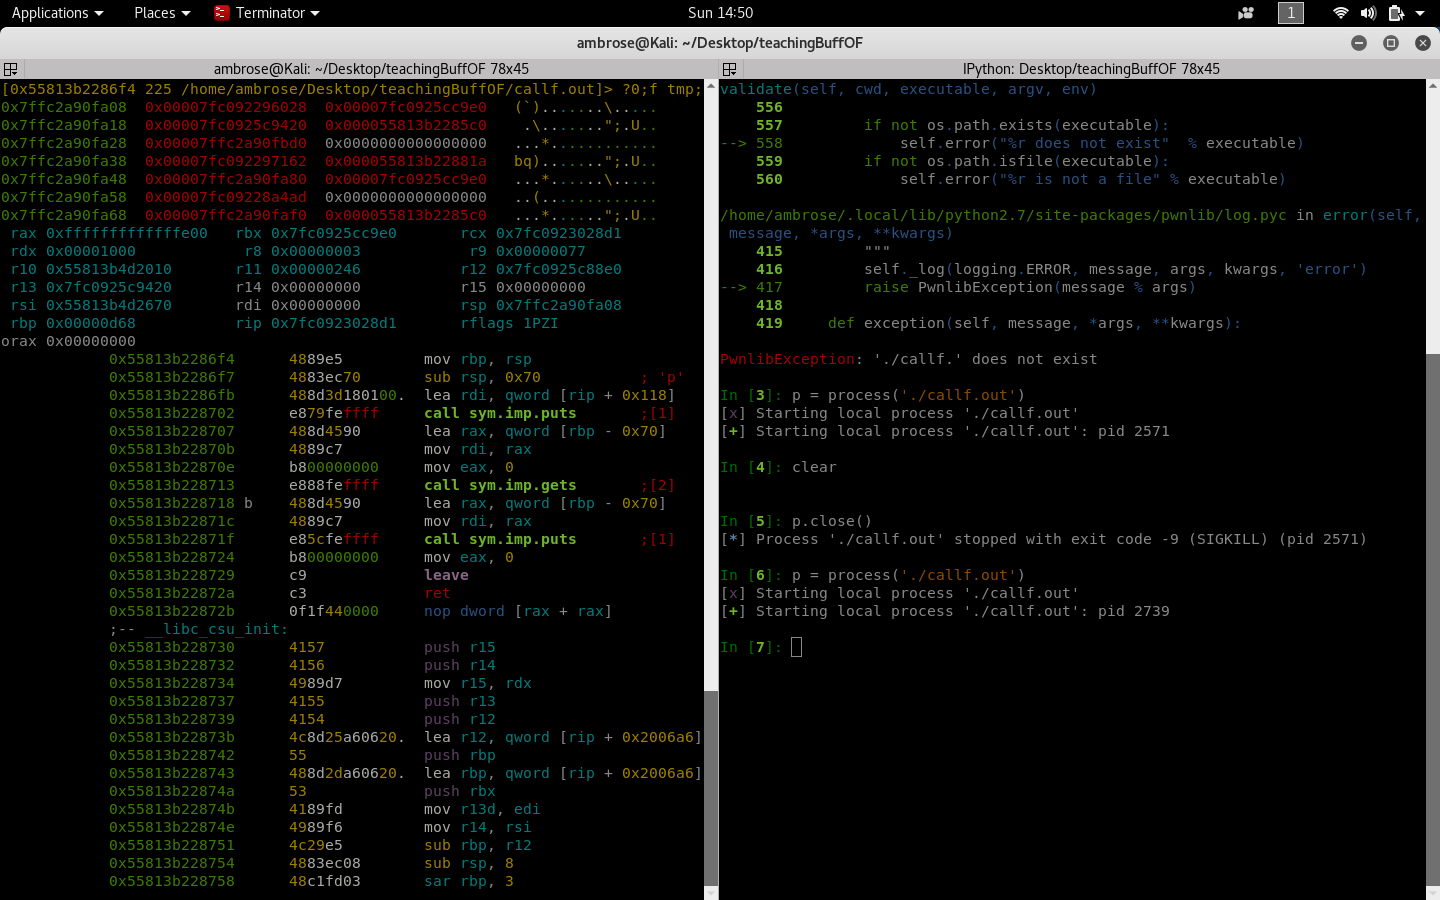 Applications Places Terminator Sun 14:50 1
ambrose@Kali: ~/Desktop/teachingBuffOF
ambrose@Kali: ~/Desktop/teachingBuffOF 78x45
[0x55813b2286f4 225 /home/ambrose/Desktop/teachingBuffOF/callf.out]> ?0;f tmp;
0x7ffc2a90fa08 0x00007fc092296028 0x00007fc0925cc9e0 (`).......\.....
0x7ffc2a90fa18 0x00007fc0925c9420 0x000055813b2285c0 .\.......";.U..
0x7ffc2a90fa28 0x00007ffc2a90fbd0 0x0000000000000000 ...*............
0x7ffc2a90fa38 0x00007fc092297162 0x000055813b22881a bq).......";.U..
0x7ffc2a90fa48 0x00007ffc2a90fa80 0x00007fc0925cc9e0 ...*......\.....
0x7ffc2a90fa58 0x00007fc09228a4ad 0x0000000000000000 ..(.............
0x7ffc2a90fa68 0x00007ffc2a90faf0 0x000055813b2285c0 ...*......";.U..
rax 0xfffffffffffffe00 rbx 0x7fc0925cc9e0 rcx 0x7fc0923028d1
rdx 0x00001000 r8 0x00000003 r9 0x00000077
r10 0x55813b4d2010 r11 0x00000246 r12 0x7fc0925c88e0
r13 0x7fc0925c9420 r14 0x00000000 r15 0x00000000
rsi 0x55813b4d2670 rdi 0x00000000 rsp 0x7ffc2a90fa08
rbp 0x00000d68 rip 0x7fc0923028d1 rflags 1PZI
orax 0x00000000
0x55813b2286f4 4889e5 mov rbp, rsp
0x55813b2286f7 4883ec70 sub rsp, 0x70 ; 'p'
0x55813b2286fb 488d3d180100. lea rdi, qword [rip + 0x118]
0x55813b228702 e879feffff call sym.imp.puts ;[1]
0x55813b228707 488d4590 lea rax, qword [rbp - 0x70]
0x55813b22870b 4889c7 mov rdi, rax
0x55813b22870e b800000000 mov eax, 0
0x55813b228713 e888feffff call sym.imp.gets ;[2]
0x55813b228718 b 488d4590 lea rax, qword [rbp - 0x70]
0x55813b22871c 4889c7 mov rdi, rax
0x55813b22871f e85cfeffff call sym.imp.puts ;[1]
0x55813b228724 b800000000 mov eax, 0
0x55813b228729 c9 leave
0x55813b22872a c3 ret
0x55813b22872b 0f1f440000 nop dword [rax + rax]
;-- __libc_csu_init:
0x55813b228730 4157 push r15
0x55813b228732 4156 push r14
0x55813b228734 4989d7 mov r15, rdx
0x55813b228737 4155 push r13
0x55813b228739 4154 push r12
0x55813b22873b 4c8d25a60620. lea r12, qword [rip + 0x2006a6]
0x55813b228742 55 push rbp
0x55813b228743 488d2da60620. lea rbp, qword [rip + 0x2006a6]
0x55813b22874a 53 push rbx
0x55813b22874b 4189fd mov r13d, edi
0x55813b22874e 4989f6 mov r14, rsi
0x55813b228751 4c29e5 sub rbp, r12
0x55813b228754 4883ec08 sub rsp, 8
0x55813b228758 48c1fd03 sar rbp, 3
IPython: Desktop/teachingBuffOF 78x45
validate(self, cwd, executable, argv, env)
556
557 if not os.path.exists(executable):
--> 558 self.error("%r does not exist" % executable)
559 if not os.path.isfile(executable):
560 self.error("%r is not a file" % executable)
/home/ambrose/.local/lib/python2.7/site-packages/pwnlib/log.pyc in error(self,
message, *args, **kwargs)
415 """
416 self._log(logging.ERROR, message, args, kwargs, 'error')
--> 417 raise PwnlibException(message % args)
418
419 def exception(self, message, *args, **kwargs):
PwnlibException: './callf.' does not exist
In [3]: p = process('./callf.out')
[x] Starting local process './callf.out'
[+] Starting local process './callf.out': pid 2571
In [4]: clear
In [5]: p.close()
[*] Process './callf.out' stopped with exit code -9 (SIGKILL) (pid 2571)
In [6]: p = process('./callf.out')
[x] Starting local process './callf.out'
[+] Starting local process './callf.out': pid 2739
In [7]: